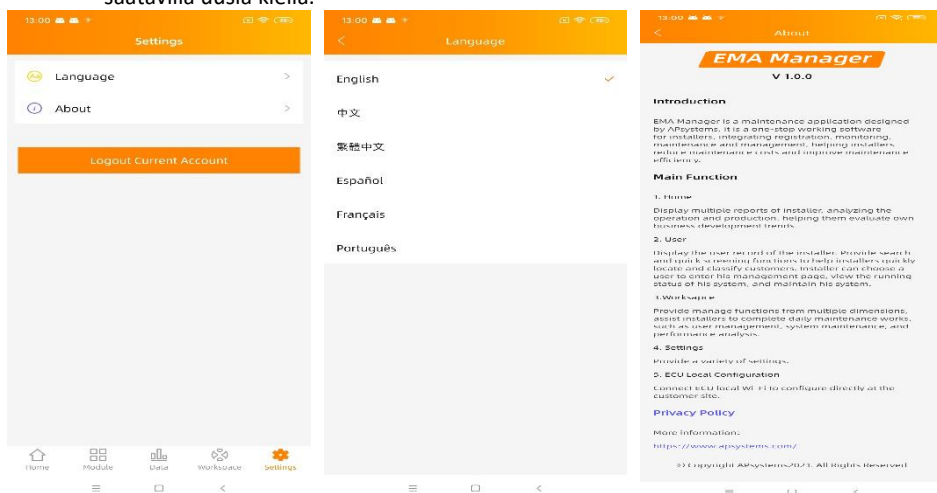 13:00
Settings
Language
About
Logout Current Account
Home
Module
Data
Workspace
Settings
13:00
Language
English
中文
繁體中文
Español
Français
Português
13:00
About
EMA Manager
V 1.0.0
Introduction
EMA Manager is a maintenance application designed
by APsystems. It is a one-stop working software
for installers, integrating registration, monitoring,
maintenance and management, helping installers
reduce maintenance costs and improve maintenance
efficiency.
Main Function
1. Home
Display multiple reports of installer, analyzing the
operation and production, helping them evaluate own
business development trends.
2. User
Display the user record of the installer. Provide search
and quick screening functions to help installers quickly
locate and classify customers. Installer can choose a
user to enter his management page, view the running
status of his system, and maintain his system.
3.Worksapce
Provide manage functions from multiple dimensions,
assist installers to complete daily maintenance works,
such as user management, system maintenance, and
performance analysis.
4. Settings
Provide a variety of settings.
5. ECU Local Configuration
Connect ECU local Wi-Fi to configure directly at the
customer site.
Privacy Policy
More information:
https://www.apsystems.com/
© Copyright APsystems2021. All Rights Reserved